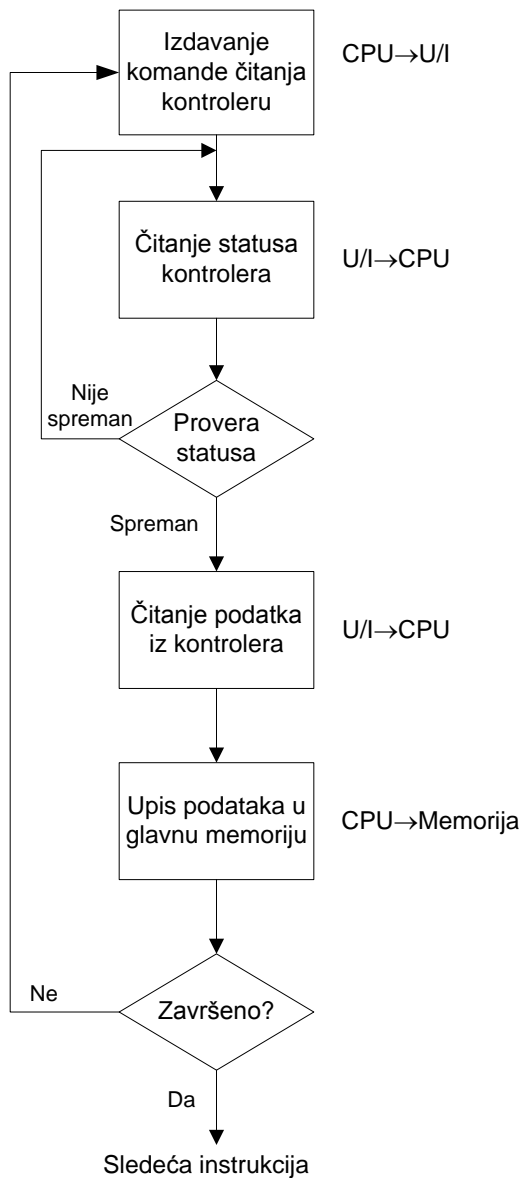 Izdavanje
komande čitanja
kontroleru
CPU→U/I
Čitanje statusa
kontrolera
U/I→CPU
Nije
spreman
Provera
statusa
Spreman
Čitanje podatka
iz kontrolera
U/I→CPU
Upis podataka u
glavnu memoriju
CPU→Memorija
Ne
Završeno?
Da
Sledeća instrukcija